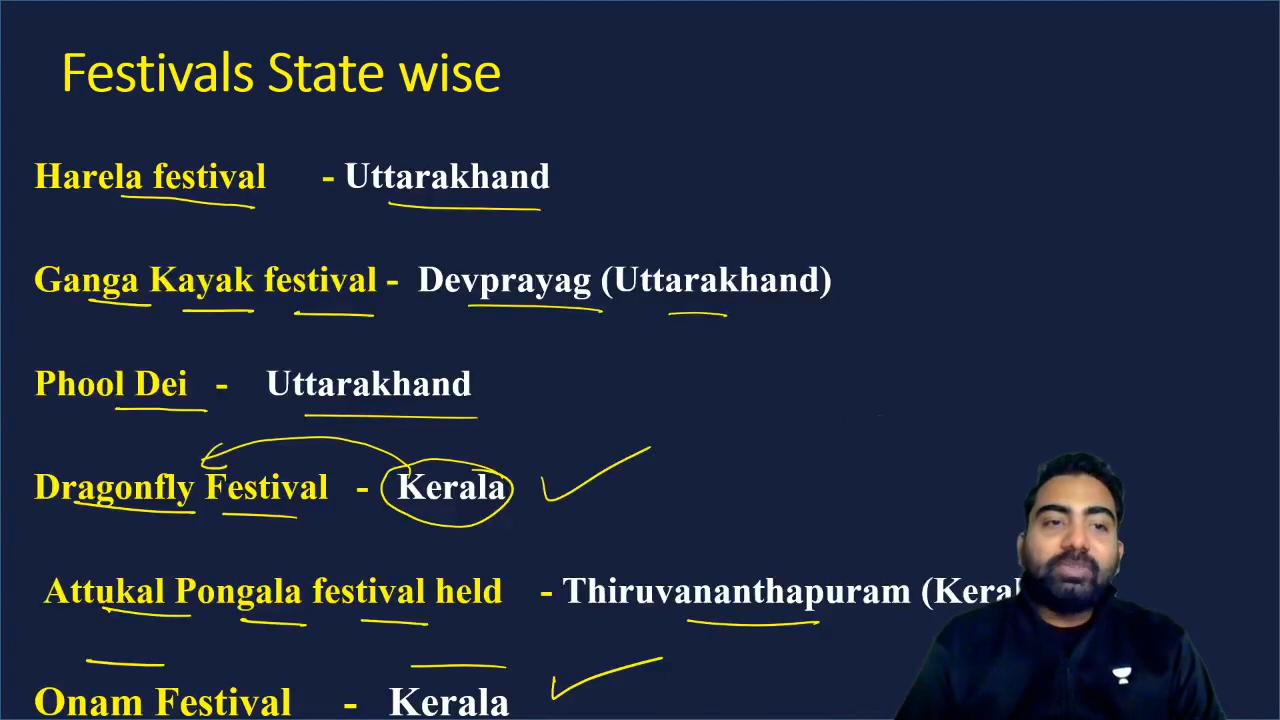 Festivals State wise
Harela festival - Uttarakhand
Ganga Kayak festival - Devprayag (Uttarakhand)
Phool Dei - Uttarakhand
Dragonfly Festival - Kerala
Attukal Pongala festival held - Thiruvananthapuram (Keral
Onam Festival - Kerala